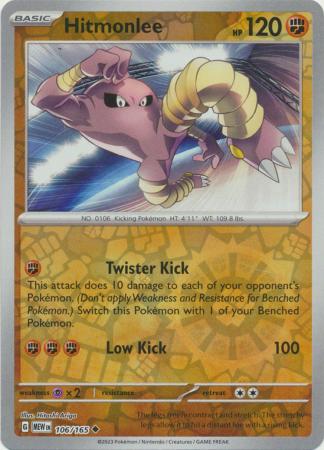 BASIC
Hitmonlee
HP 120
NO. 0106 Kicking Pokémon HT: 4'11" WT: 109.8 lbs.
Twister Kick
This attack does 10 damage to each of your opponent's
Pokémon. (Don't apply Weakness and Resistance for Benched
Pokémon.) Switch this Pokémon with 1 of your Benched
Pokémon.
Low Kick 100
weakness ×2 resistance retreat
Illus. Hitoshi Ariga
G MEW EN 106/165
The legs freely contract and stretch. The stretchy
legs allow it to hit a distant foe with a rising kick.
©2023 Pokémon / Nintendo / Creatures / GAME FREAK